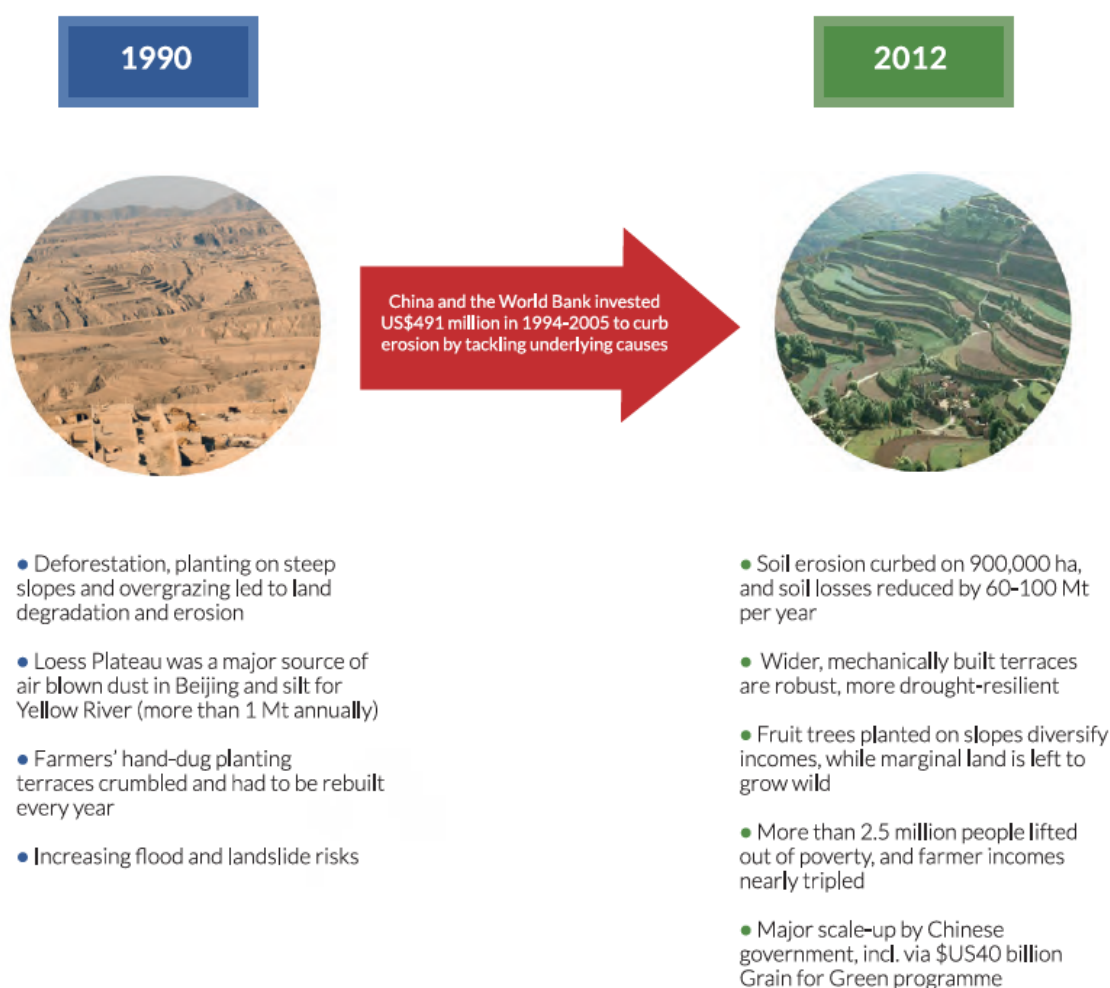 1990
2012
China and the World Bank invested
US$491 million in 1994-2005 to curb
erosion by tackling underlying causes
● Deforestation, planting on steep
slopes and overgrazing led to land
degradation and erosion
● Loess Plateau was a major source of
air blown dust in Beijing and silt for
Yellow River (more than 1 Mt annually)
● Farmers’ hand-dug planting
terraces crumbled and had to be rebuilt
every year
● Increasing flood and landslide risks
● Soil erosion curbed on 900,000 ha,
and soil losses reduced by 60-100 Mt
per year
● Wider, mechanically built terraces
are robust, more drought-resilient
● Fruit trees planted on slopes diversify
incomes, while marginal land is left to
grow wild
● More than 2.5 million people lifted
out of poverty, and farmer incomes
nearly tripled
● Major scale-up by Chinese
government, incl. via $US40 billion
Grain for Green programme